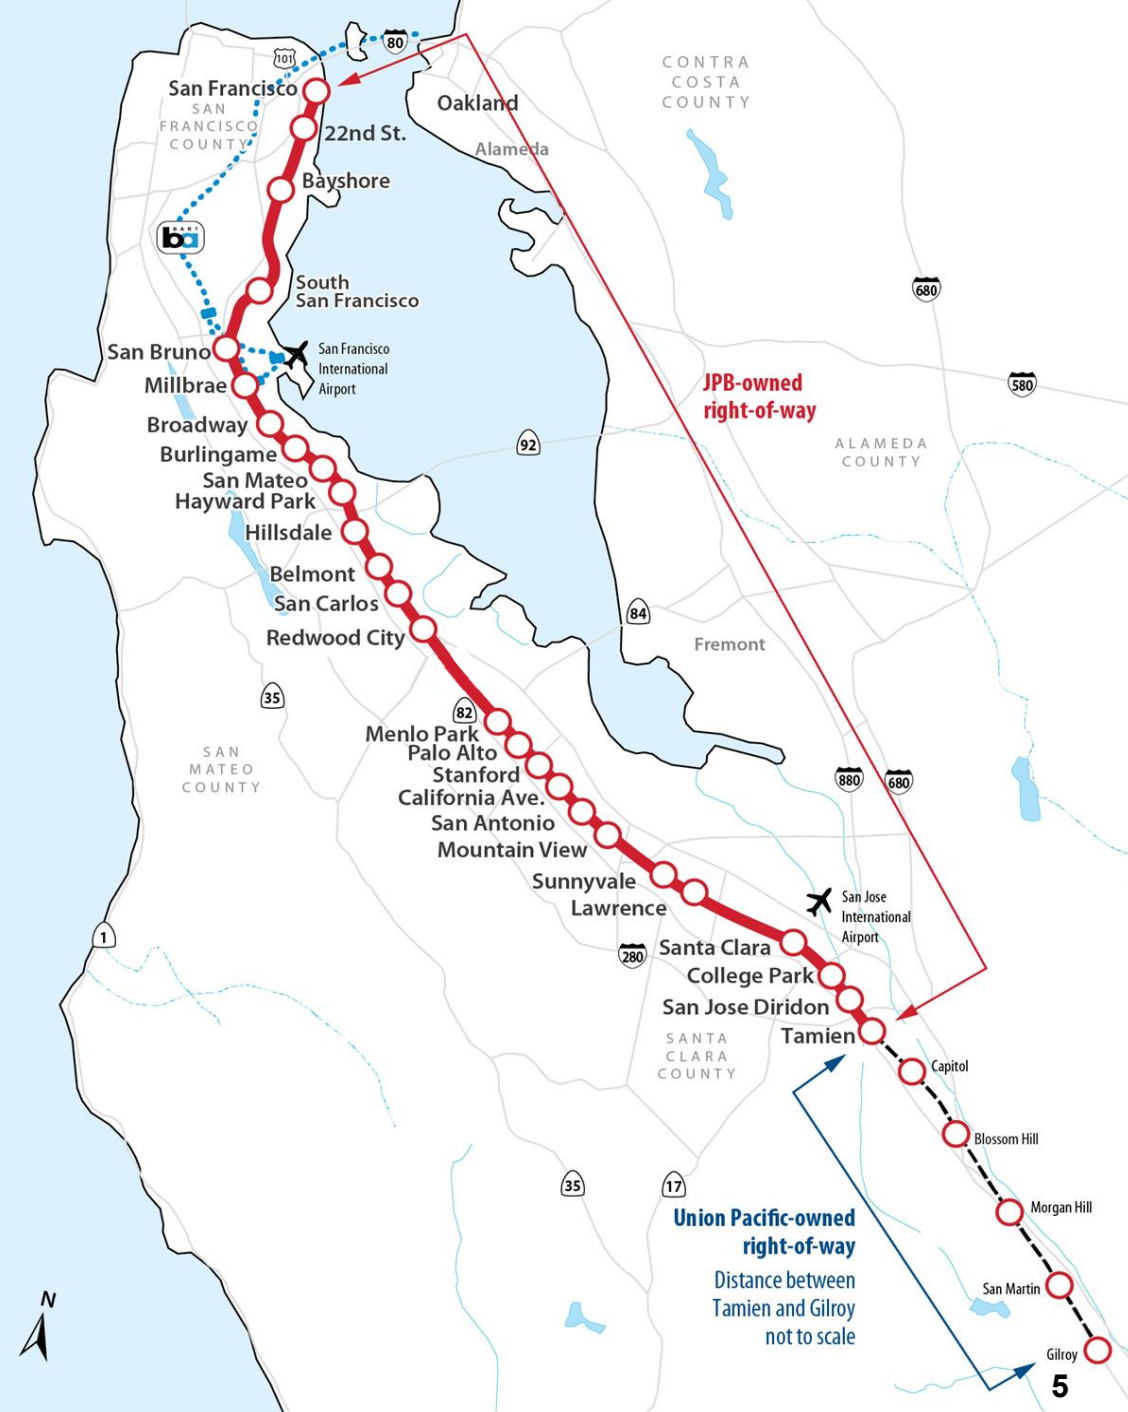 80
101
CONTRA
COSTA
COUNTY
San Francisco
SAN
FRANCISCO
COUNTY
Oakland
22nd St.
Alameda
Bayshore
BART
ba
South
San Francisco
680
San Bruno
San Francisco
International
Airport
Millbrae
JPB-owned
right-of-way
580
Broadway
92
ALAMEDA
COUNTY
Burlingame
San Mateo
Hayward Park
Hillsdale
Belmont
San Carlos
84
Redwood City
Fremont
35
82
Menlo Park
Palo Alto
SAN
MATEO
COUNTY
Stanford
880
680
California Ave.
San Antonio
Mountain View
Sunnyvale
Lawrence
San Jose
International
Airport
1
280
Santa Clara
College Park
San Jose Diridon
Tamien
SANTA
CLARA
COUNTY
Capitol
Blossom Hill
35
17
Morgan Hill
Union Pacific-owned
right-of-way
Distance between
Tamien and Gilroy
not to scale
San Martin
N
Gilroy
5